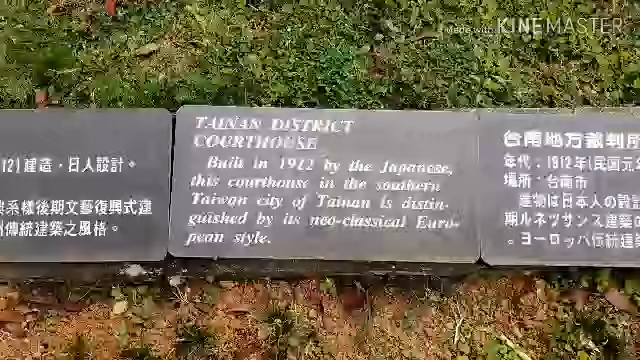 Made with KINEMASTER
12)建造，日人設計。
系樣後期文藝復興式建
傳統建築之風格。
TAINAN DISTRICT
COURTHOUSE
Built in 1912 by the Japanese,
this courthouse in the southern
Taiwan city of Tainan is distin-
guished by its neo-classical Euro-
pean style.
台南地方裁判所
年代：1912年(民国元年
場所：台南市
建物は日本人の設計
期ルネッサンス建築の
。ヨーロッパ伝統建築